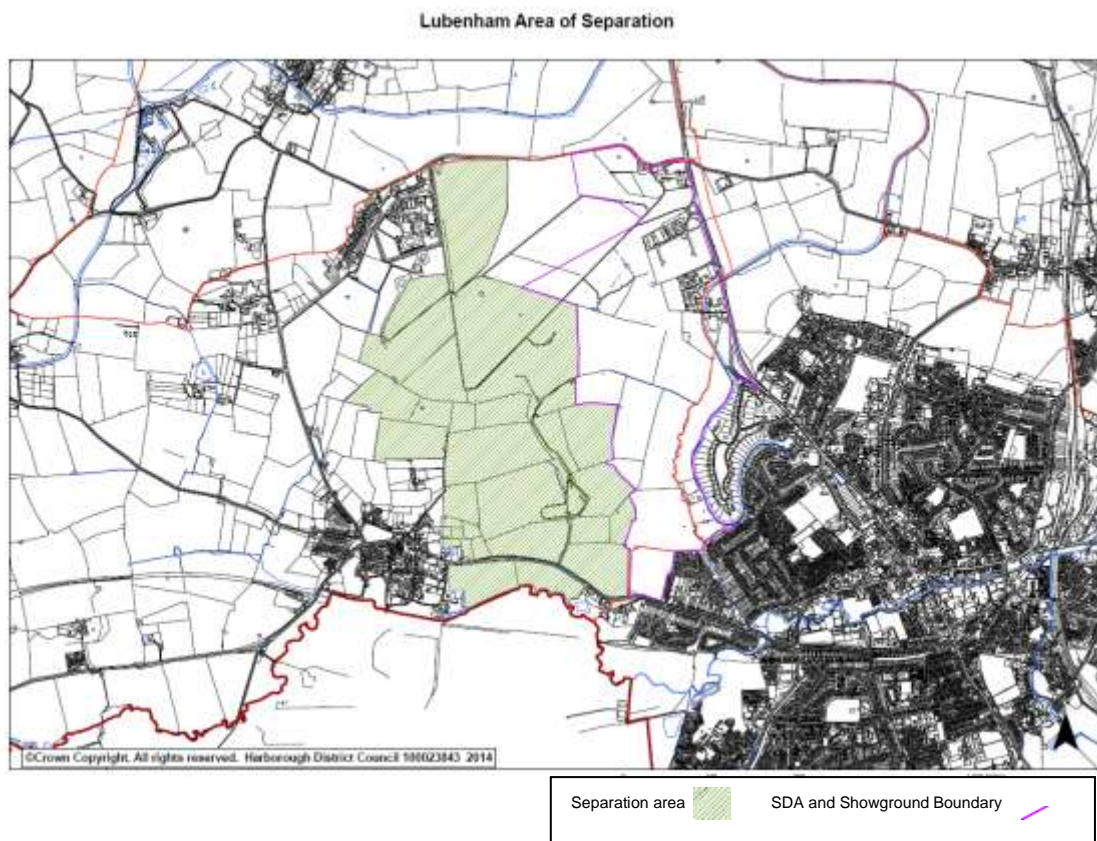 Lubenham Area of Separation
©Crown Copyright. All rights reserved. Harborough District Council 100023843 2014
Separation area SDA and Showground Boundary